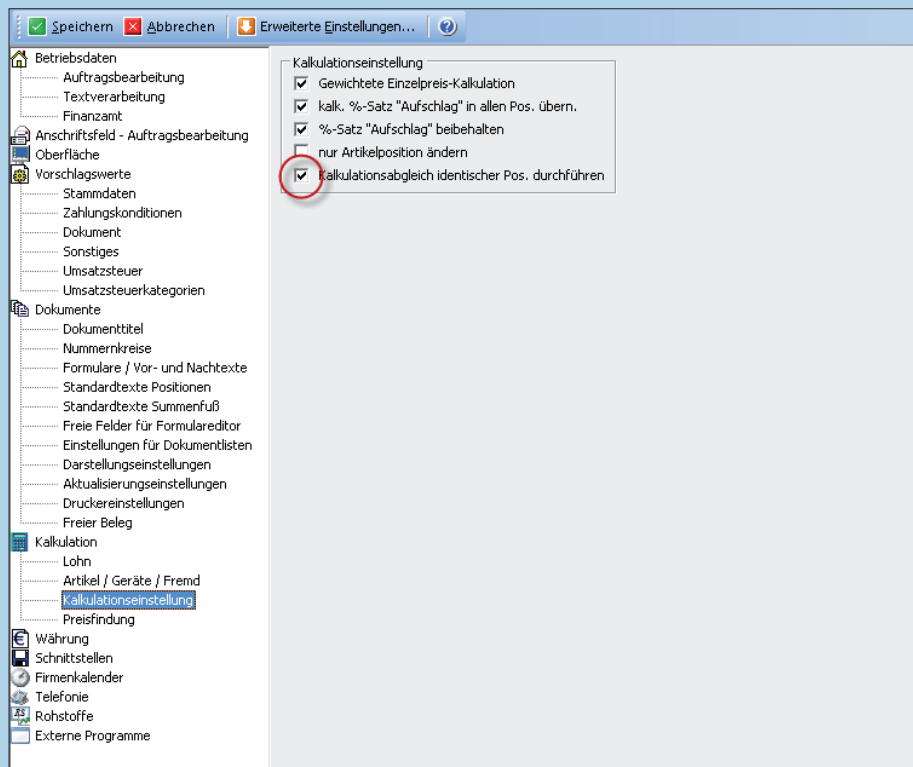 Speichern Abbrechen Erweiterte Einstellungen...
Betriebsdaten
Auftragsbearbeitung
Textverarbeitung
Finanzamt
Anschriftsfeld - Auftragsbearbeitung
Oberfläche
Vorschlagswerte
Stammdaten
Zahlungskonditionen
Dokument
Sonstiges
Umsatzsteuer
Umsatzsteuerkategorien
Dokumente
Dokumenttitel
Nummernkreise
Formulare / Vor- und Nachtexte
Standardtexte Positionen
Standardtexte Summenfuß
Freie Felder für Formulareditor
Einstellungen für Dokumentlisten
Darstellungseinstellungen
Aktualisierungseinstellungen
Druckereinstellungen
Freier Beleg
Kalkulation
Lohn
Artikel / Geräte / Fremd
Kalkulationseinstellung
Preisfindung
Währung
Schnittstellen
Firmenkalender
Telefonie
Rohstoffe
Externe Programme
Kalkulationseinstellung
Gewichtete Einzelpreis-Kalkulation
kalk. %-Satz "Aufschlag" in allen Pos. übern.
%-Satz "Aufschlag" beibehalten
nur Artikelposition ändern
Kalkulationsabgleich identischer Pos. durchführen